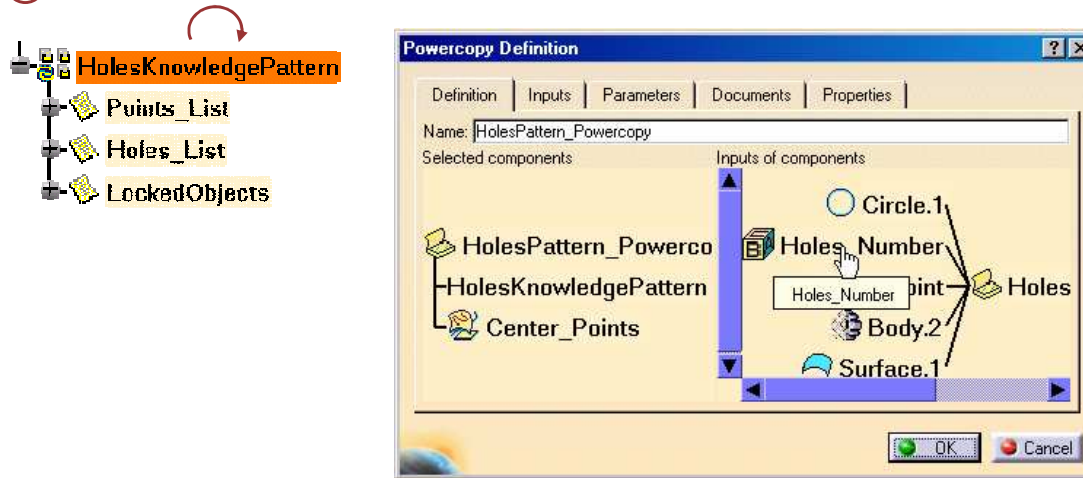 HolesKnowledgePattern
Points_List
Holes_List
LockedObjects
Powercopy Definition
Definition Inputs Parameters Documents Properties
Name: HolesPattern_Powercopy
Selected components Inputs of components
HolesPattern_Powerco
HolesKnowledgePattern
Center_Points
Circle.1
Holes_Number
Holes_Number
Body.2
Surface.1
Holes
OK Cancel